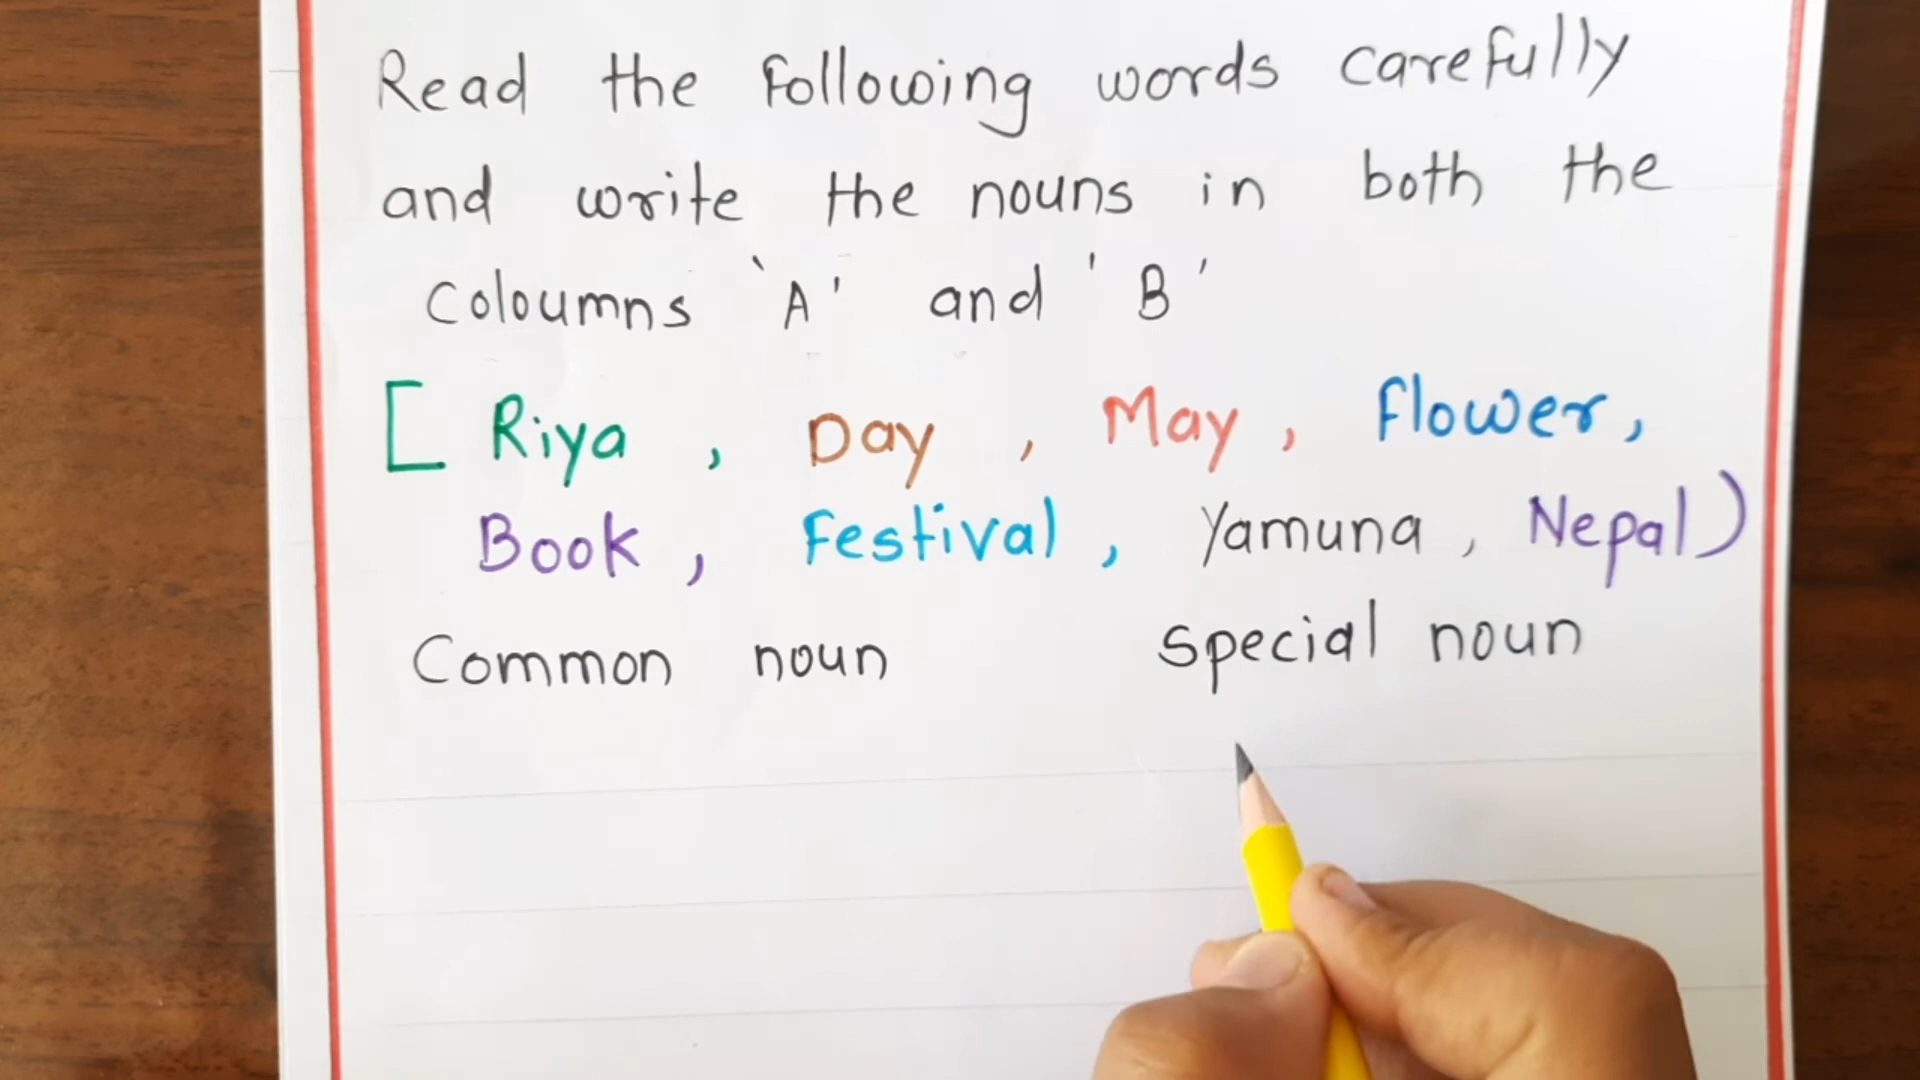 Read the following words carefully
and write the nouns in both the
Coloumns 'A' and 'B'
[ Riya , Day , May , Flower,
Book , Festival , Yamuna , Nepal)
Common noun special noun